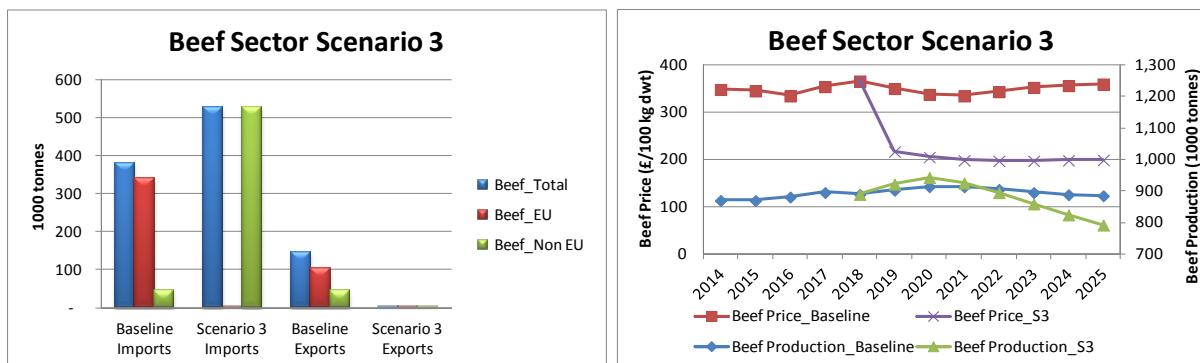 Beef Sector Scenario 3
600
500
400
300
200
100
-
1000 tonnes
Baseline Imports
Scenario 3 Imports
Baseline Exports
Scenario 3 Exports
Beef_Total
Beef_EU
Beef_Non EU
Beef Sector Scenario 3
400
300
200
100
0
Beef Price (£/100 kg dwt)
1,300
1,200
1,100
1,000
900
800
700
Beef Production (1000 tonnes)
2014 2015 2016 2017 2018 2019 2020 2021 2022 2023 2024 2025
Beef Price_Baseline Beef Price_S3
Beef Production_Baseline Beef Production_S3